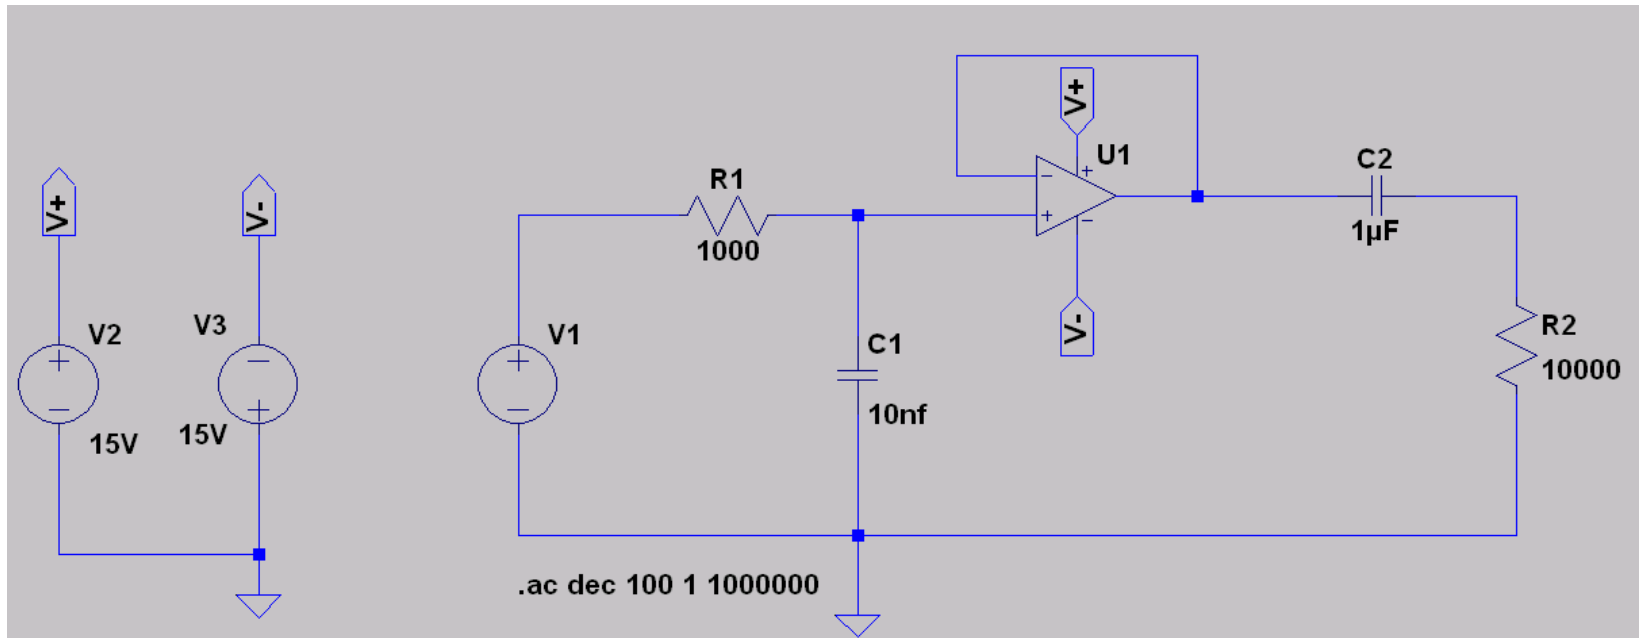 V+
V-
V2
15V
V3
15V
V1
R1
1000
C1
10nf
V+
U1
V-
C2
1µF
R2
10000
.ac dec 100 1 1000000